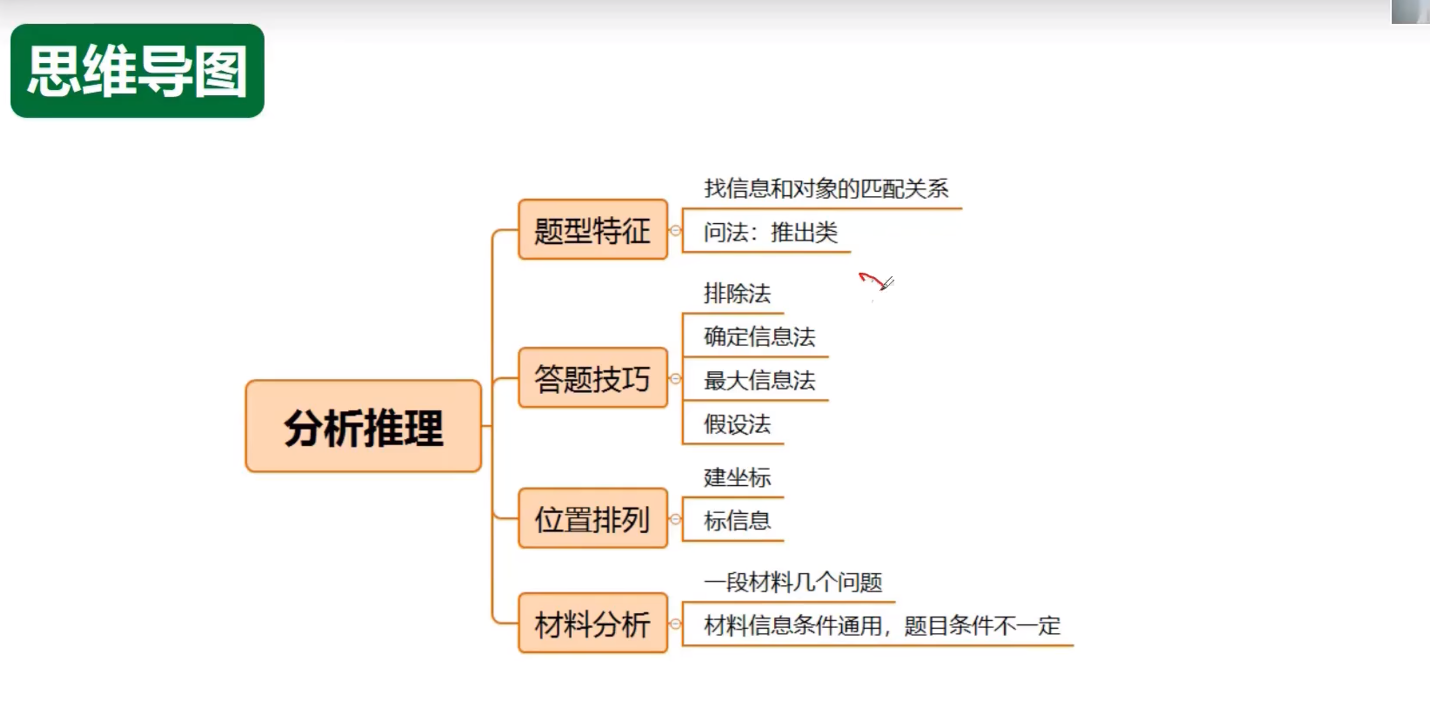 思维导图
分析推理
题型特征
找信息和对象的匹配关系
问法：推出类
答题技巧
排除法
确定信息法
最大信息法
假设法
位置排列
建坐标
标信息
材料分析
一段材料几个问题
材料信息条件通用，题目条件不一定